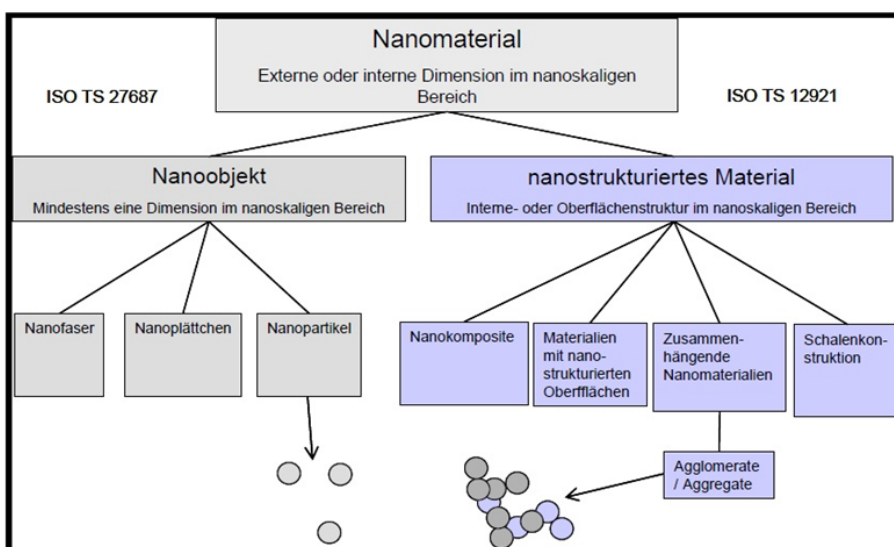 Nanomaterial
Externe oder interne Dimension im nanoskaligen
Bereich
ISO TS 27687
ISO TS 12921
Nanoobjekt
Mindestens eine Dimension im nanoskaligen Bereich
nanostrukturiertes Material
Interne- oder Oberflächenstruktur im nanoskaligen Bereich
Nanofaser
Nanoplättchen
Nanopartikel
Nanokomposite
Materialien
mit nano-
strukturierten
Oberfflächen
Zusammen-
hängende
Nanomaterialien
Schalenkon-
struktion
Agglomerate
/ Aggregate